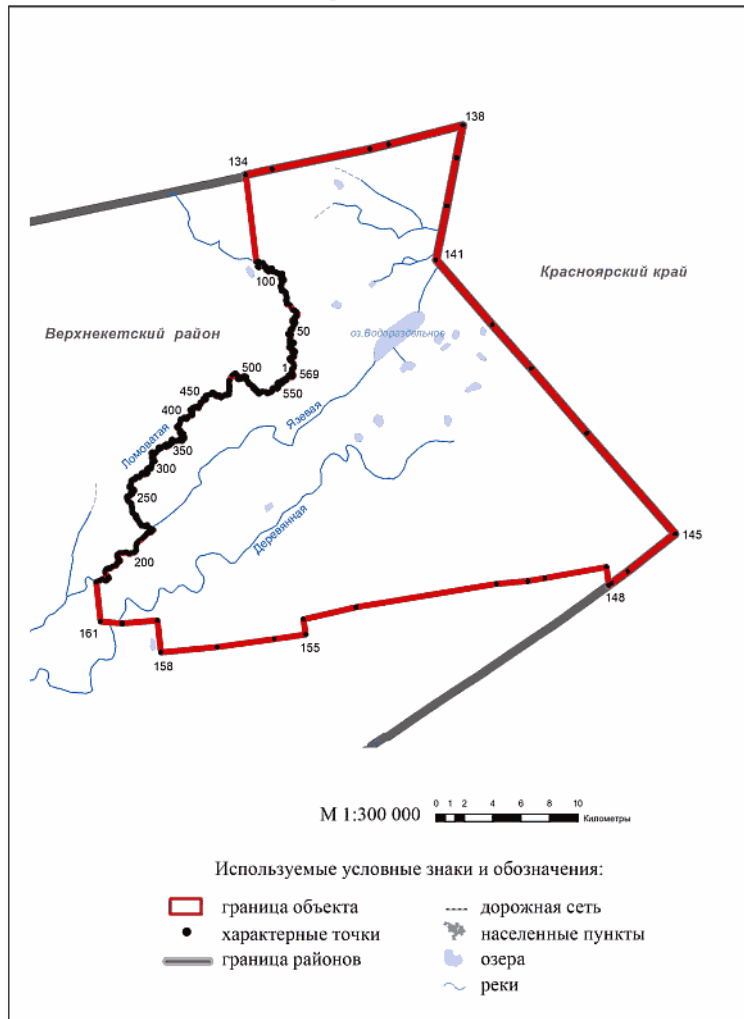 138
134
141
Красноярский край
100
Верхнекетский район
50
оз.Водораздельное
1
569
500
550
450
400
Язевая
Ломоватая
350
300
250
Деревянная
145
200
148
161
155
158
М 1:300 000
0 1 2 4 6 8 10
Километры
Используемые условные знаки и обозначения:
граница объекта
дорожная сеть
характерные точки
населенные пункты
граница районов
озера
реки